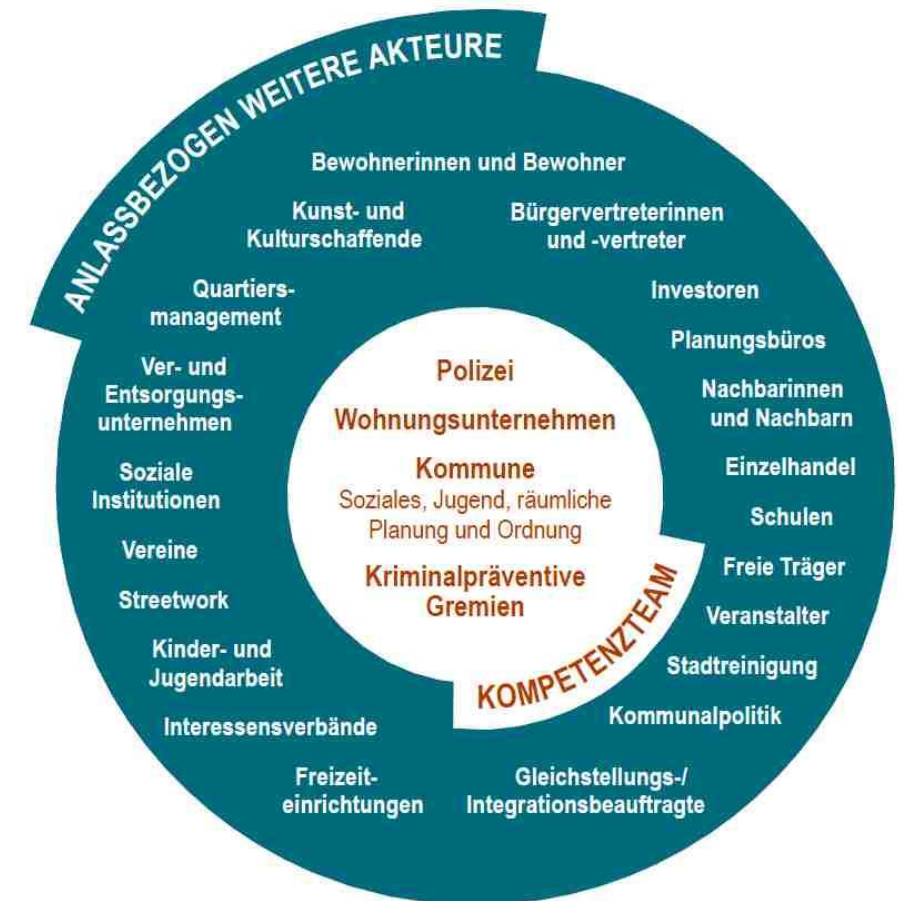 ANLASSBEZOGEN WEITERE AKTEURE
Bewohnerinnen und Bewohner
Kunst- und
Kulturschaffende
Bürgervertreterinnen
und -vertreter
Quartiers-
management
Investoren
Planungsbüros
Ver- und
Entsorgungs-
unternehmen
Nachbarinnen
und Nachbarn
Soziale
Institutionen
Einzelhandel
Vereine
Schulen
Streetwork
Freie Träger
Kinder- und
Jugendarbeit
Veranstalter
Stadtreinigung
Interessensverbände
Kommunalpolitik
Freizeit-
einrichtungen
Gleichstellungs-/
Integrationsbeauftragte
Polizei
Wohnungsunternehmen
Kommune
Soziales, Jugend, räumliche
Planung und Ordnung
Kriminalpräventive
Gremien
KOMPETENZTEAM